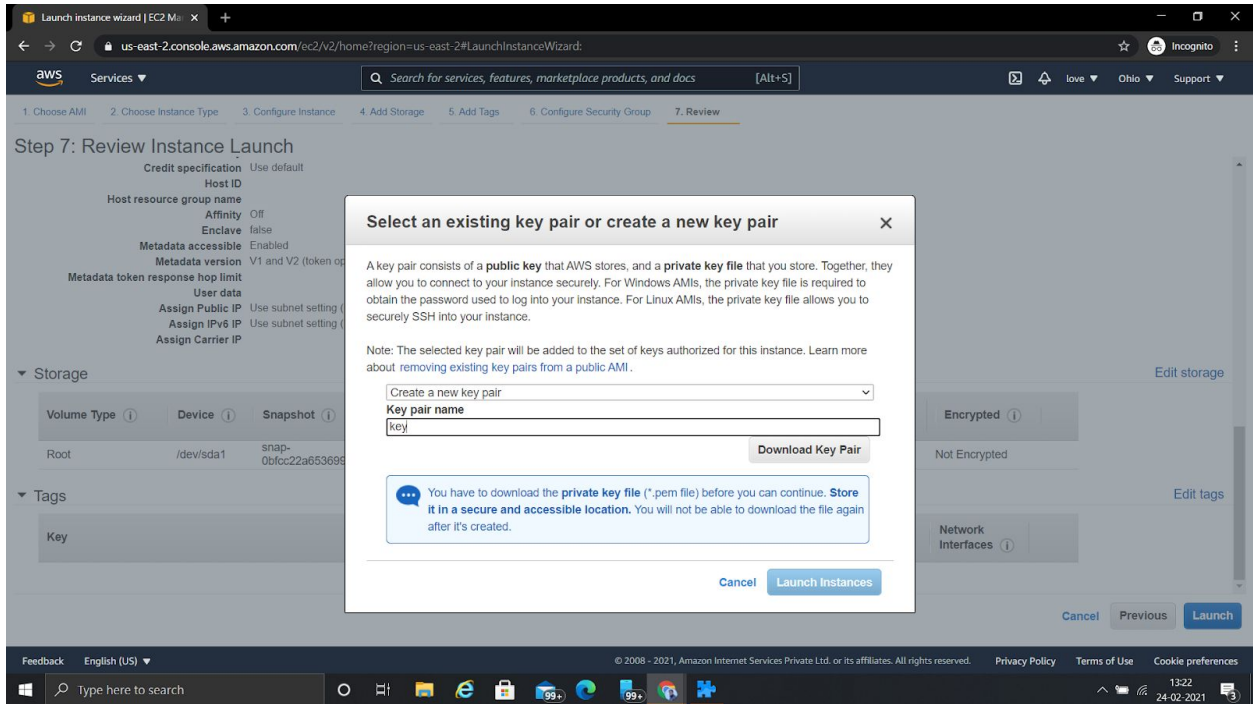 Launch instance wizard | EC2 Ma
us-east-2.console.aws.amazon.com/ec2/v2/home?region=us-east-2#LaunchInstanceWizard:
Incognito
aws Services ▼ Search for services, features, marketplace products, and docs [Alt+S] love ▼ Ohio ▼ Support ▼
1. Choose AMI 2. Choose Instance Type 3. Configure Instance 4. Add Storage 5. Add Tags 6. Configure Security Group 7. Review
Step 7: Review Instance Launch
Credit specification Use default
Host ID
Host resource group name
Affinity Off
Enclave false
Metadata accessible Enabled
Metadata version V1 and V2 (token op
Metadata token response hop limit
User data
Assign Public IP Use subnet setting (
Assign IPv6 IP Use subnet setting (
Assign Carrier IP
Storage
Edit storage
Volume Type Device Snapshot Encrypted
Root /dev/sda1 snap-
0bfcc22a653699
Not Encrypted
Tags
Edit tags
Key
Network
Interfaces
Select an existing key pair or create a new key pair
A key pair consists of a public key that AWS stores, and a private key file that you store. Together, they
allow you to connect to your instance securely. For Windows AMIs, the private key file is required to
obtain the password used to log into your instance. For Linux AMIs, the private key file allows you to
securely SSH into your instance.
Note: The selected key pair will be added to the set of keys authorized for this instance. Learn more
about removing existing key pairs from a public AMI.
Create a new key pair
Key pair name
key
Download Key Pair
You have to download the private key file (*.pem file) before you can continue. Store
it in a secure and accessible location. You will not be able to download the file again
after it's created.
Cancel Launch Instances
Cancel Previous Launch
Feedback English (US) ▼ © 2008 - 2021, Amazon Internet Services Private Ltd. or its affiliates. All rights reserved. Privacy Policy Terms of Use Cookie preferences
Type here to search
99+
99+
13:22
24-02-2021
3